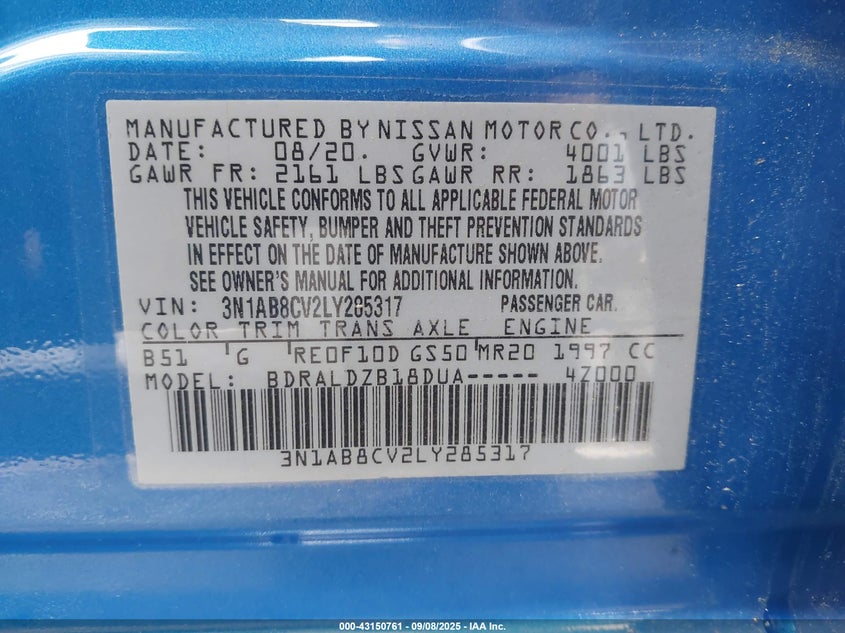 MANUFACTURED BY NISSAN MOTOR CO., LTD.
DATE: 08/20. GVWR: 4001 LBS
GAWR FR: 2161 LBS GAWR RR: 1863 LBS
THIS VEHICLE CONFORMS TO ALL APPLICABLE FEDERAL MOTOR
VEHICLE SAFETY, BUMPER AND THEFT PREVENTION STANDARDS
IN EFFECT ON THE DATE OF MANUFACTURE SHOWN ABOVE.
SEE OWNER'S MANUAL FOR ADDITIONAL INFORMATION.
VIN: 3N1AB8CV2LY285317 PASSENGER CAR.
COLOR TRIM TRANS AXLE ENGINE
B51 G RE0F10D GS50 MR20 1997 CC
MODEL: BDRALDZB18DUA----- 4Z000
3N1AB8CV2LY285317
000-43150761 - 09/08/2025 - IAA Inc.